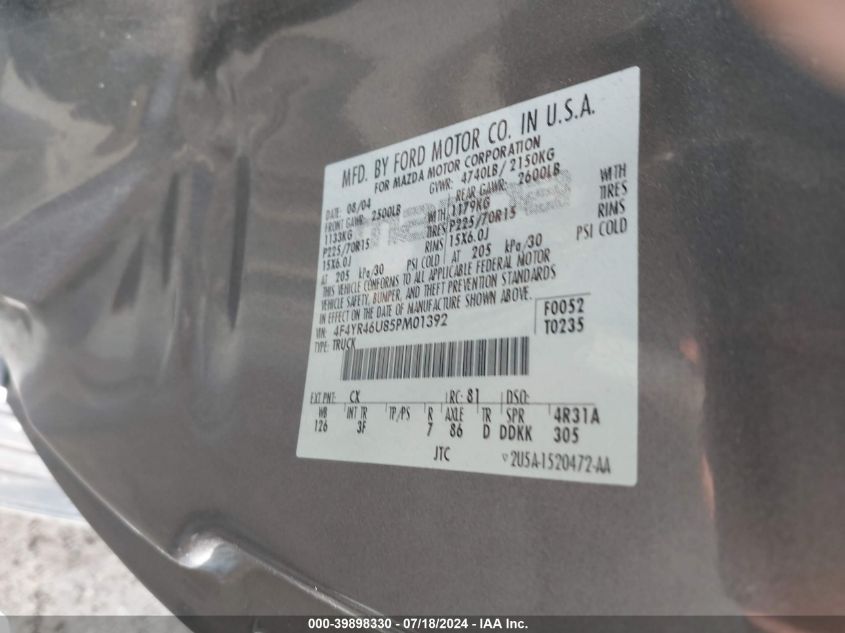 MFD. BY FORD MOTOR CO. IN U.S.A.
FOR MAZDA MOTOR CORPORATION
DATE: 08/04 GVWR: 4740LB/ 2150KG
FRONT GAWR: 2500LB REAR GAWR: 2600LB
1133KG WITH 1179KG WITH
P225/70R15 TIRES P225/70R15 TIRES
15X6.0J RIMS 15X6.0J RIMS
AT 205 kPa/30 PSI COLD AT 205 kPa/30 PSI COLD
THIS VEHICLE CONFORMS TO ALL APPLICABLE FEDERAL MOTOR
VEHICLE SAFETY, BUMPER, AND THEFT PREVENTION STANDARDS
IN EFFECT ON THE DATE OF MANUFACTURE SHOWN ABOVE.
VIN: 4F4YR46U85PM01392 F0052
TYPE: TRUCK T0235
EXT PNT: CX RC: 81 DSO:
WB INT TR TP/PS R AXLE TR SPR 4R31A
126 3F 7 86 D DDKK 305
JTC 2U5A-1520472-AA
000-39898330 - 07/18/2024 - IAA Inc.